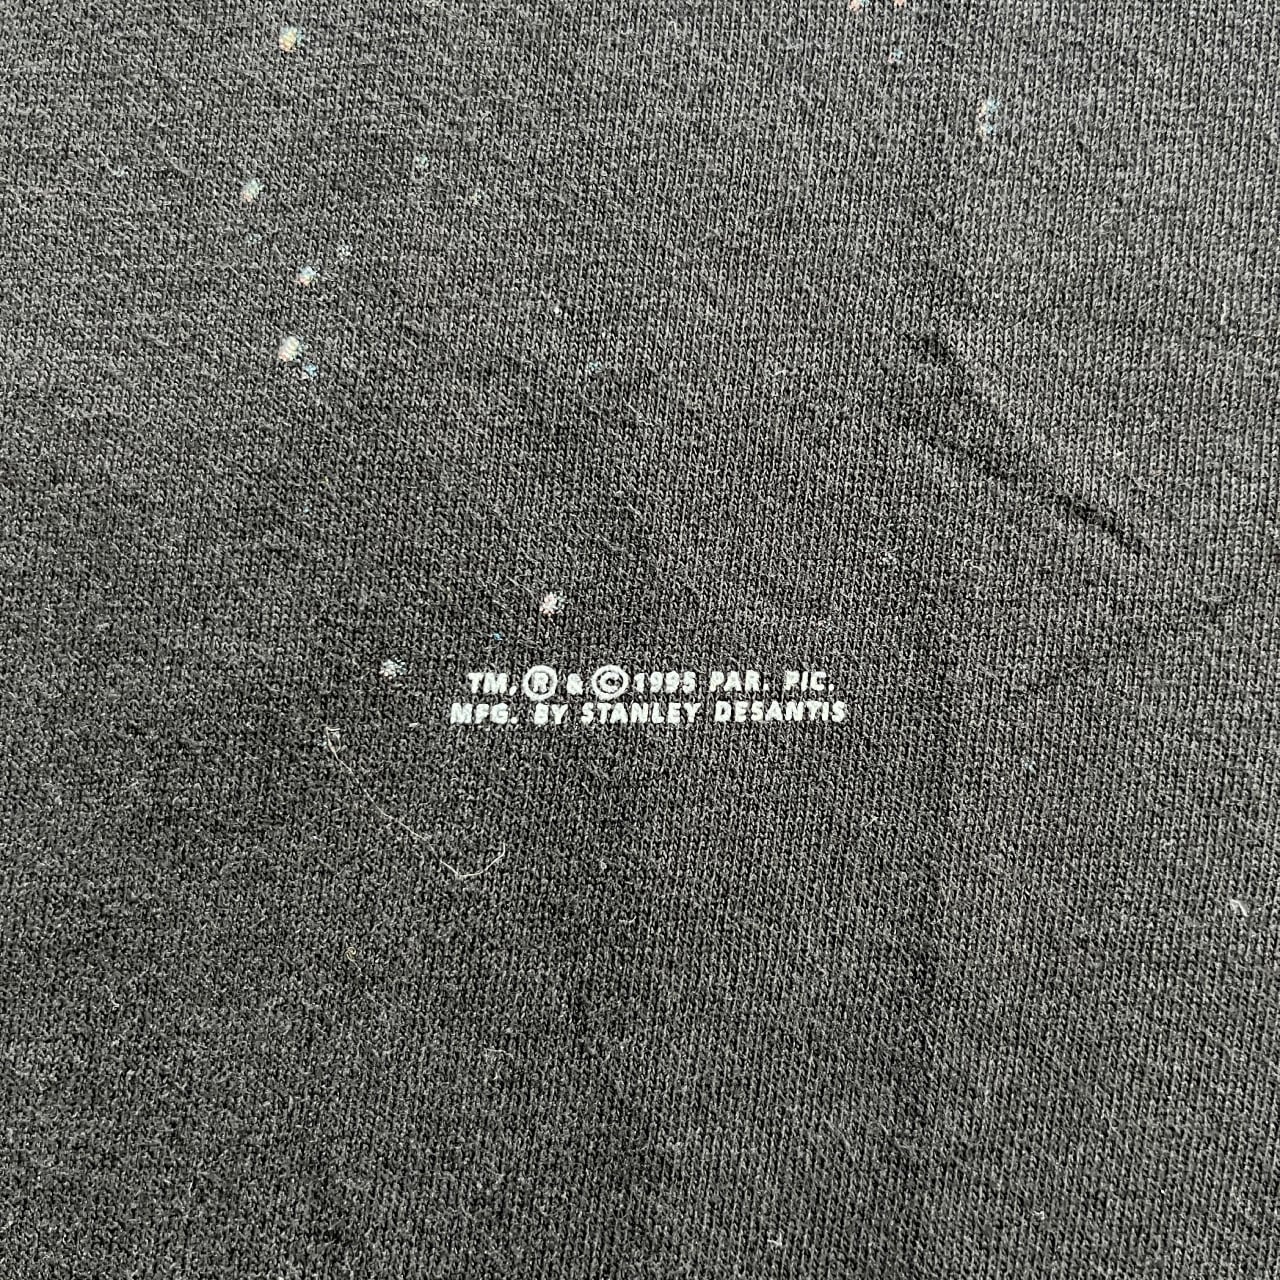 TM, ® & © 1995 PAR. PIC.
MFG. BY STANLEY DESANTIS